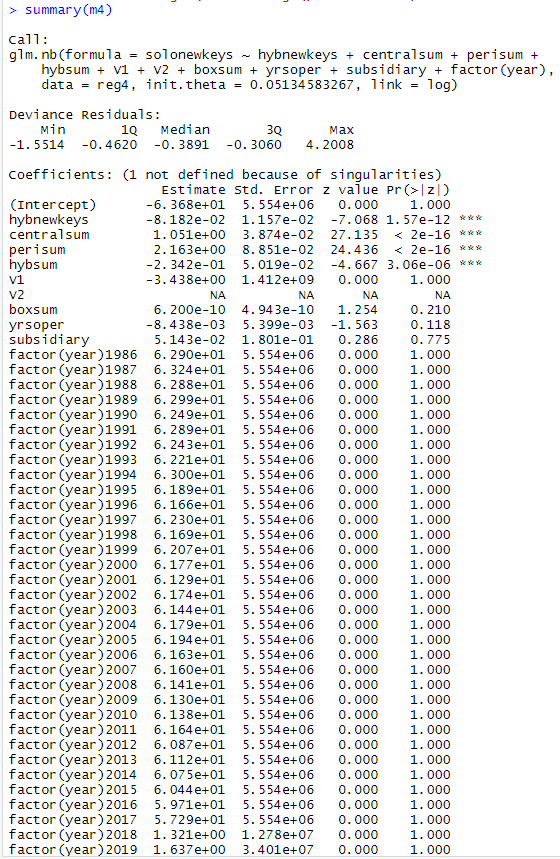 > summary(m4)
Call:
glm.nb(formula = solonewkeys ~ hybnewkeys + centralsum + perisum +
hybsum + V1 + V2 + boxsum + yrsoper + subsidiary + factor(year),
data = reg4, init.theta = 0.05134583267, link = log)
Deviance Residuals:
Min 1Q Median 3Q Max
-1.5514 -0.4620 -0.3891 -0.3060 4.2008
Coefficients: (1 not defined because of singularities)
Estimate Std. Error z value Pr(>|z|)
(Intercept) -6.368e+01 5.554e+06 0.000 1.000
hybnewkeys -8.182e-02 1.157e-02 -7.068 1.57e-12 ***
centralsum 1.051e+00 3.874e-02 27.135 < 2e-16 ***
perisum 2.163e+00 8.851e-02 24.436 < 2e-16 ***
hybsum -2.342e-01 5.019e-02 -4.667 3.06e-06 ***
V1 -3.438e+00 1.412e+09 0.000 1.000
V2 NA NA NA NA
boxsum 6.200e-10 4.943e-10 1.254 0.210
yrsoper -8.438e-03 5.399e-03 -1.563 0.118
subsidiary 5.143e-02 1.801e-01 0.286 0.775
factor(year)1986 6.290e+01 5.554e+06 0.000 1.000
factor(year)1987 6.324e+01 5.554e+06 0.000 1.000
factor(year)1988 6.288e+01 5.554e+06 0.000 1.000
factor(year)1989 6.299e+01 5.554e+06 0.000 1.000
factor(year)1990 6.249e+01 5.554e+06 0.000 1.000
factor(year)1991 6.289e+01 5.554e+06 0.000 1.000
factor(year)1992 6.243e+01 5.554e+06 0.000 1.000
factor(year)1993 6.221e+01 5.554e+06 0.000 1.000
factor(year)1994 6.300e+01 5.554e+06 0.000 1.000
factor(year)1995 6.189e+01 5.554e+06 0.000 1.000
factor(year)1996 6.166e+01 5.554e+06 0.000 1.000
factor(year)1997 6.230e+01 5.554e+06 0.000 1.000
factor(year)1998 6.169e+01 5.554e+06 0.000 1.000
factor(year)1999 6.207e+01 5.554e+06 0.000 1.000
factor(year)2000 6.177e+01 5.554e+06 0.000 1.000
factor(year)2001 6.129e+01 5.554e+06 0.000 1.000
factor(year)2002 6.174e+01 5.554e+06 0.000 1.000
factor(year)2003 6.144e+01 5.554e+06 0.000 1.000
factor(year)2004 6.179e+01 5.554e+06 0.000 1.000
factor(year)2005 6.194e+01 5.554e+06 0.000 1.000
factor(year)2006 6.163e+01 5.554e+06 0.000 1.000
factor(year)2007 6.160e+01 5.554e+06 0.000 1.000
factor(year)2008 6.141e+01 5.554e+06 0.000 1.000
factor(year)2009 6.130e+01 5.554e+06 0.000 1.000
factor(year)2010 6.138e+01 5.554e+06 0.000 1.000
factor(year)2011 6.164e+01 5.554e+06 0.000 1.000
factor(year)2012 6.087e+01 5.554e+06 0.000 1.000
factor(year)2013 6.112e+01 5.554e+06 0.000 1.000
factor(year)2014 6.075e+01 5.554e+06 0.000 1.000
factor(year)2015 6.044e+01 5.554e+06 0.000 1.000
factor(year)2016 5.971e+01 5.554e+06 0.000 1.000
factor(year)2017 5.729e+01 5.554e+06 0.000 1.000
factor(year)2018 1.321e+00 1.278e+07 0.000 1.000
factor(year)2019 1.637e+00 3.401e+07 0.000 1.000